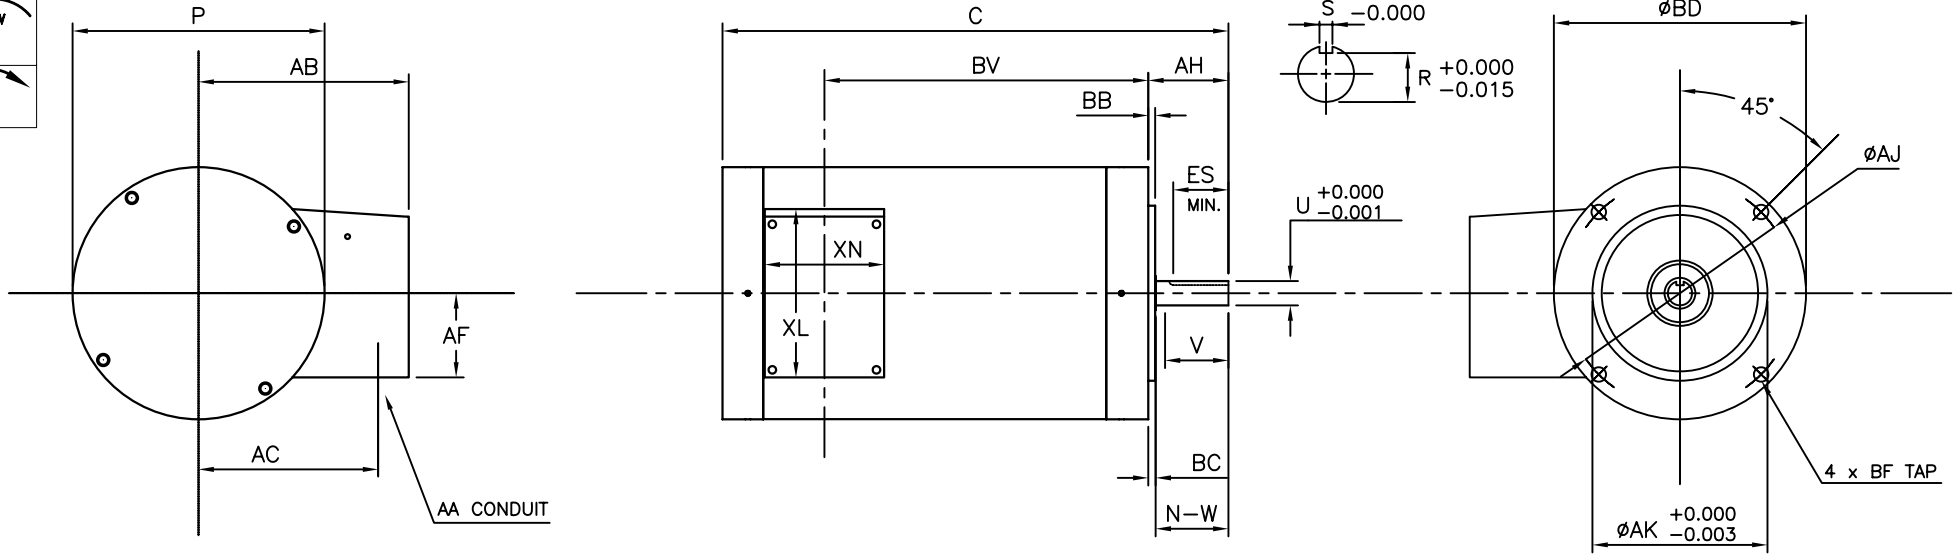 P
AB
AF
AC
AA CONDUIT
C
BV
AH
BB
ES
MIN.
U +0.000
-0.001
XN
XL
V
BC
N-W
S -0.000
R +0.000
-0.015
øBD
45°
øAJ
4 x BF TAP
øAK +0.000
-0.003